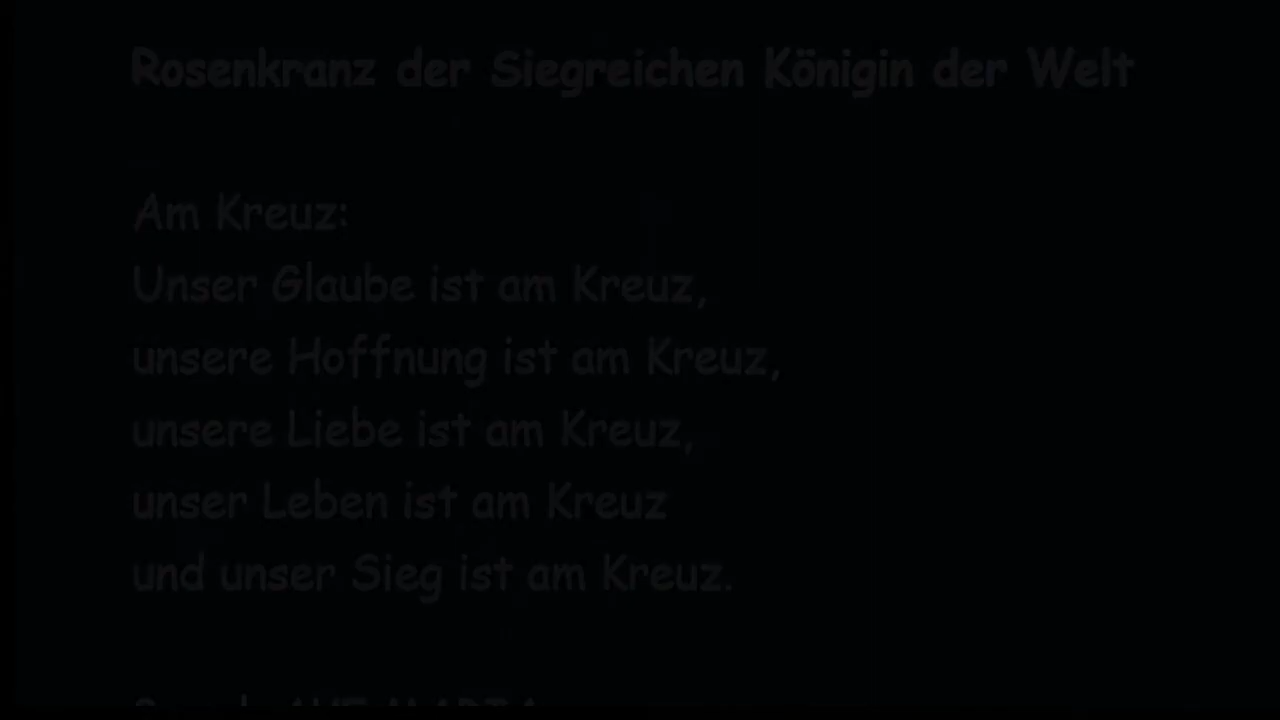 Rosenkranz der Siegreichen Königin der Welt
Am Kreuz:
Unser Glaube ist am Kreuz,
unsere Hoffnung ist am Kreuz,
unsere Liebe ist am Kreuz,
unser Leben ist am Kreuz
und unser Sieg ist am Kreuz.